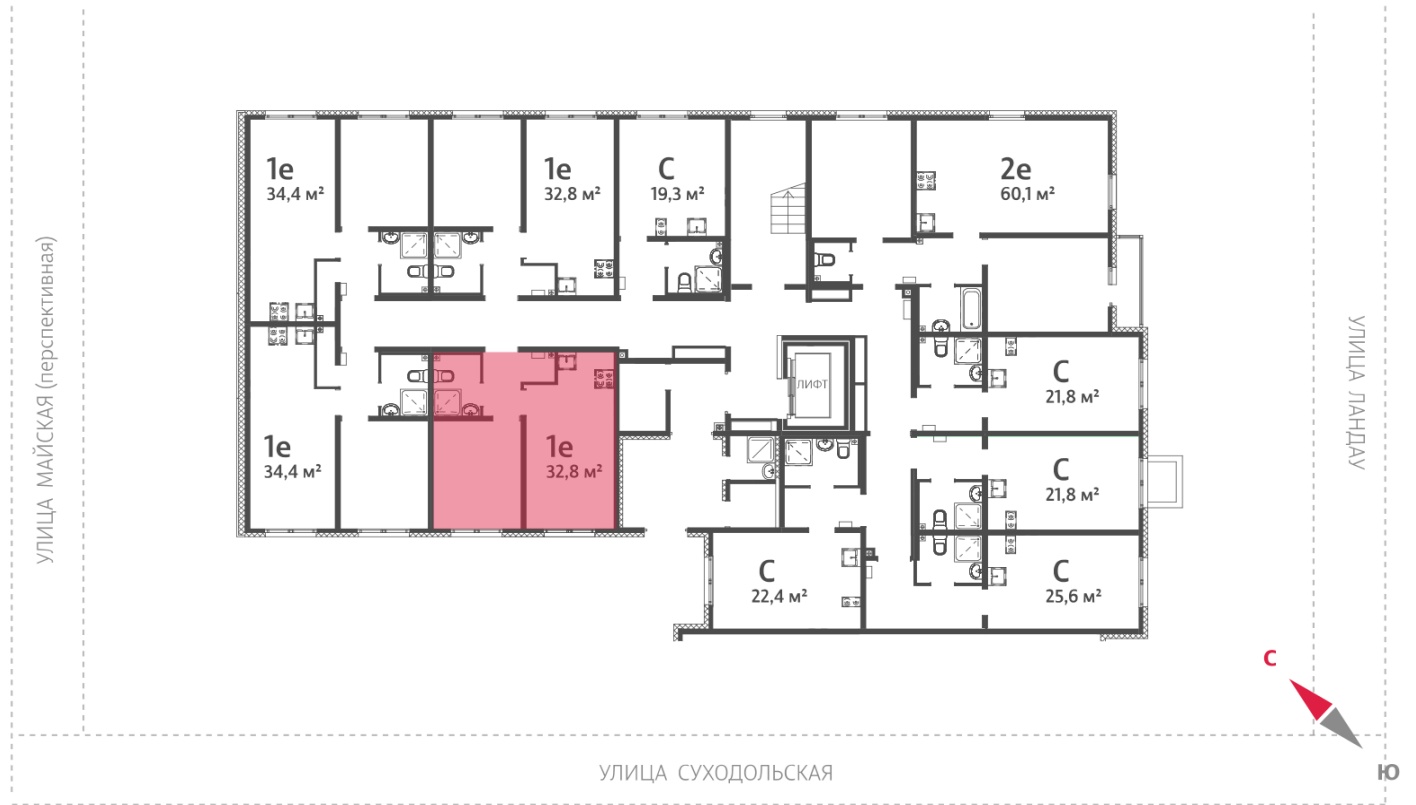 1е
34,4 м²
1е
32,8 м²
С
19,3 м²
2е
60,1 м²
УЛИЦА МАЙСКАЯ (перспективная)
УЛИЦА ЛАНДАУ
ЛИФТ
С
21,8 м²
1е
34,4 м²
1е
32,8 м²
С
21,8 м²
С
22,4 м²
С
25,6 м²
С
Ю
УЛИЦА СУХОДОЛЬСКАЯ